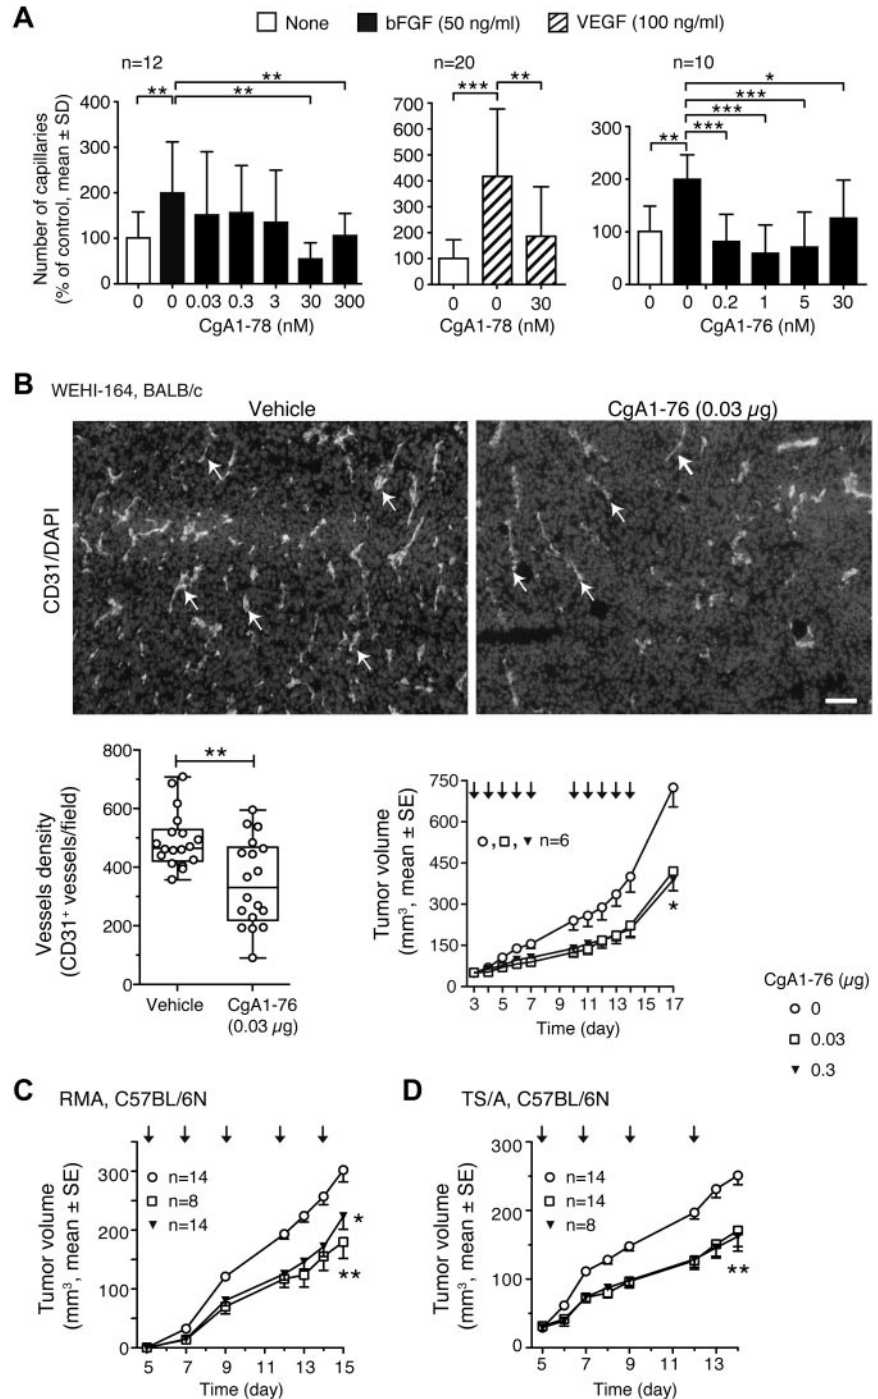 A
None bFGF (50 ng/ml) VEGF (100 ng/ml)
n=12 n=20 n=10
Number of capillaries
(% of control, mean ± SD)
400
300
200
100
0
**
**
**
0 0 0.03 0.3 3 30 300
CgA1-78 (nM)
700
600
500
400
300
200
100
0
***
**
0 0 30
CgA1-78 (nM)
300
200
100
0
*
***
***
**
***
0 0 0.2 1 5 30
CgA1-76 (nM)
B WEHI-164, BALB/c
Vehicle CgA1-76 (0.03 µg)
CD31/DAPI
Vessels density
(CD31+ vessels/field)
800
600
400
200
0
**
Vehicle CgA1-76
(0.03 µg)
Tumor volume
(mm³, mean ± SE)
750
600
450
300
150
0
n=6
*
3 5 7 9 11 13 15 17
Time (day)
CgA1-76 (µg)
0
0.03
0.3
C RMA, C57BL/6N
Tumor volume
(mm³, mean ± SE)
300
200
100
0
n=14
n=8
n=14
*
**
5 7 9 11 13 15
Time (day)
D TS/A, C57BL/6N
Tumor volume
(mm³, mean ± SE)
300
200
100
0
n=14
n=14
n=8
**
5 7 9 11 13
Time (day)